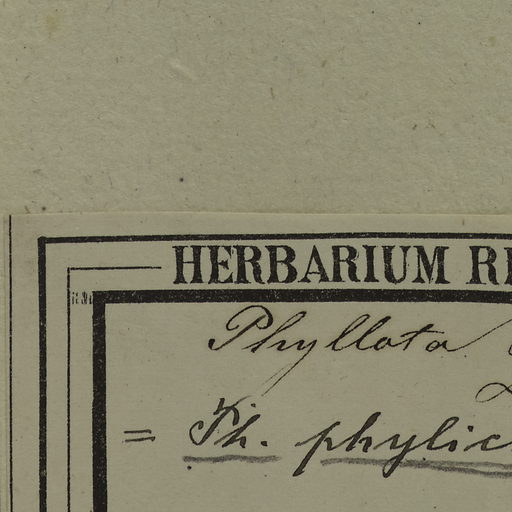 HERBARIUM RE
Phyllota
= Ph. phylic